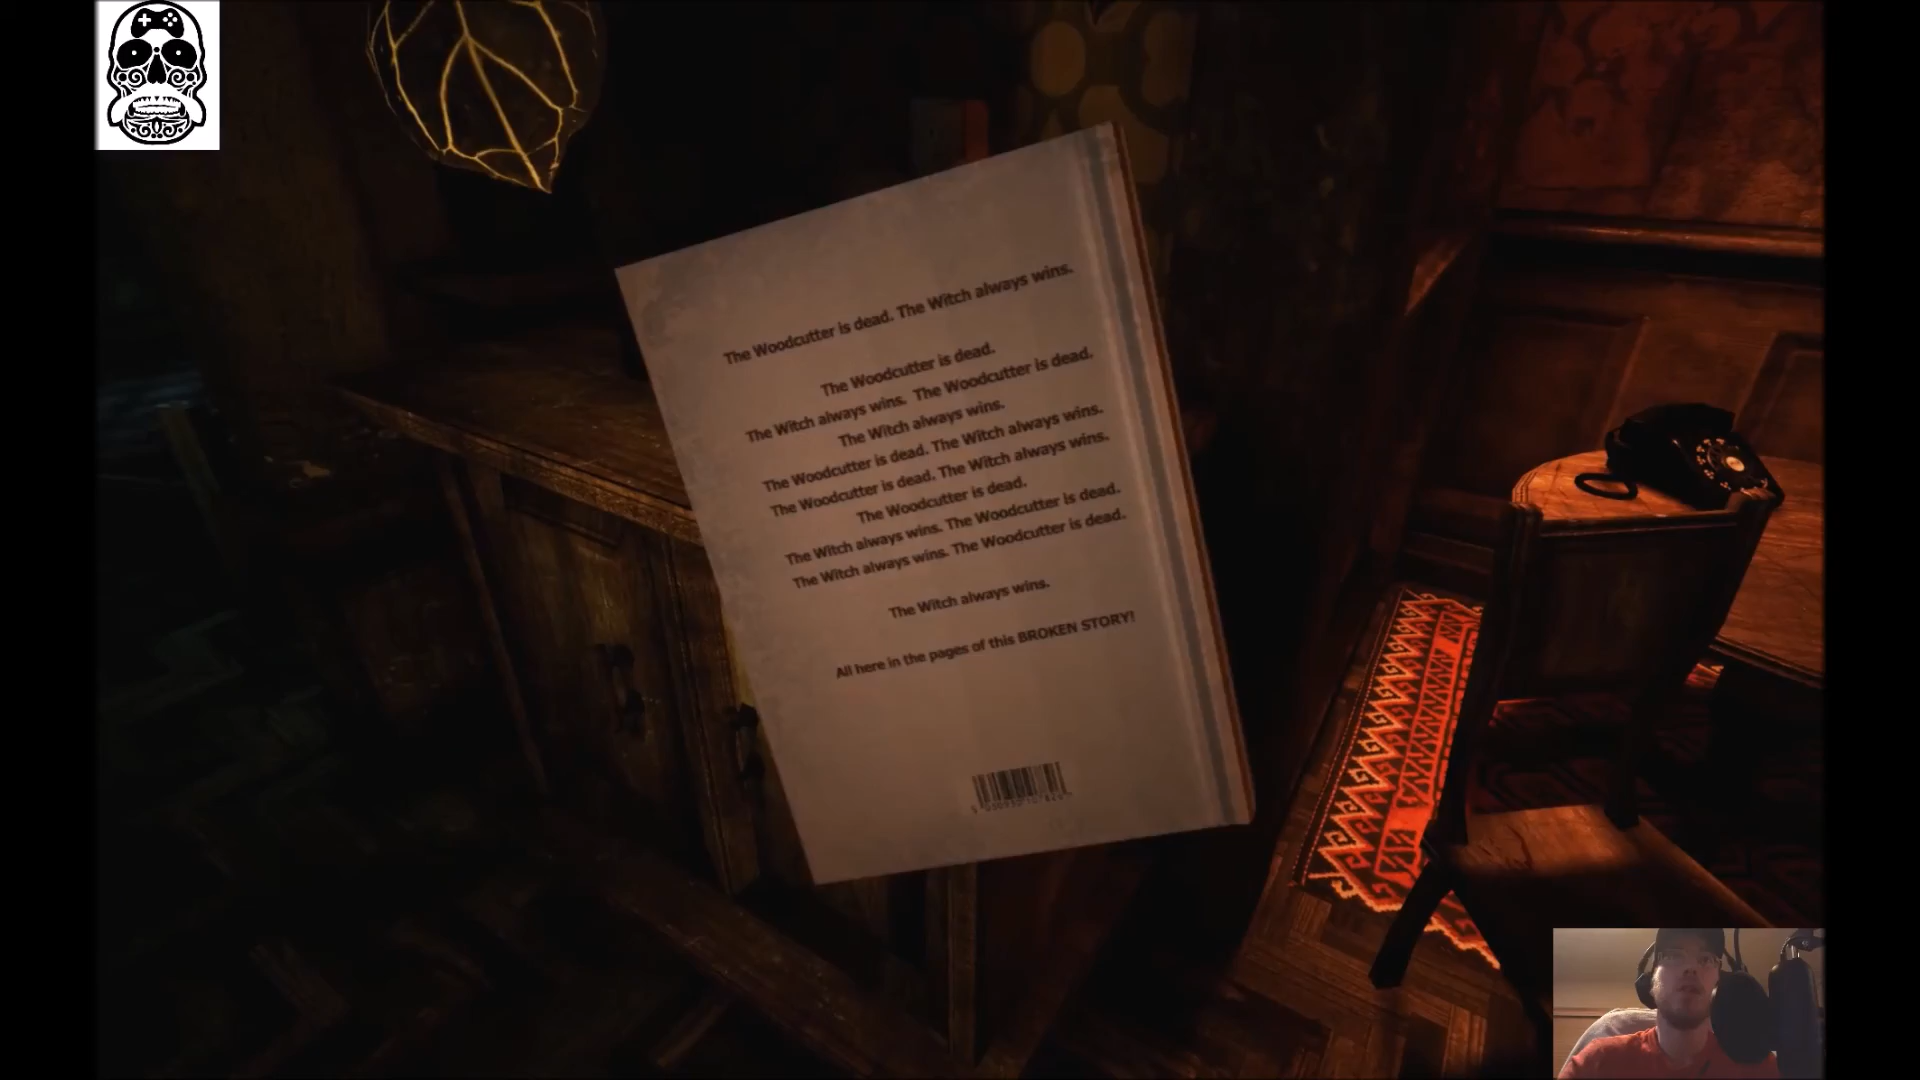 The Woodcutter is dead. The Witch always wins.
The Woodcutter is dead.
The Witch always wins. The Woodcutter is dead.
The Witch always wins.
The Woodcutter is dead. The Witch always wins.
The Woodcutter is dead. The Witch always wins.
The Woodcutter is dead.
The Witch always wins. The Woodcutter is dead.
The Witch always wins. The Woodcutter is dead.
The Witch always wins.
All here in the pages of this BROKEN STORY!